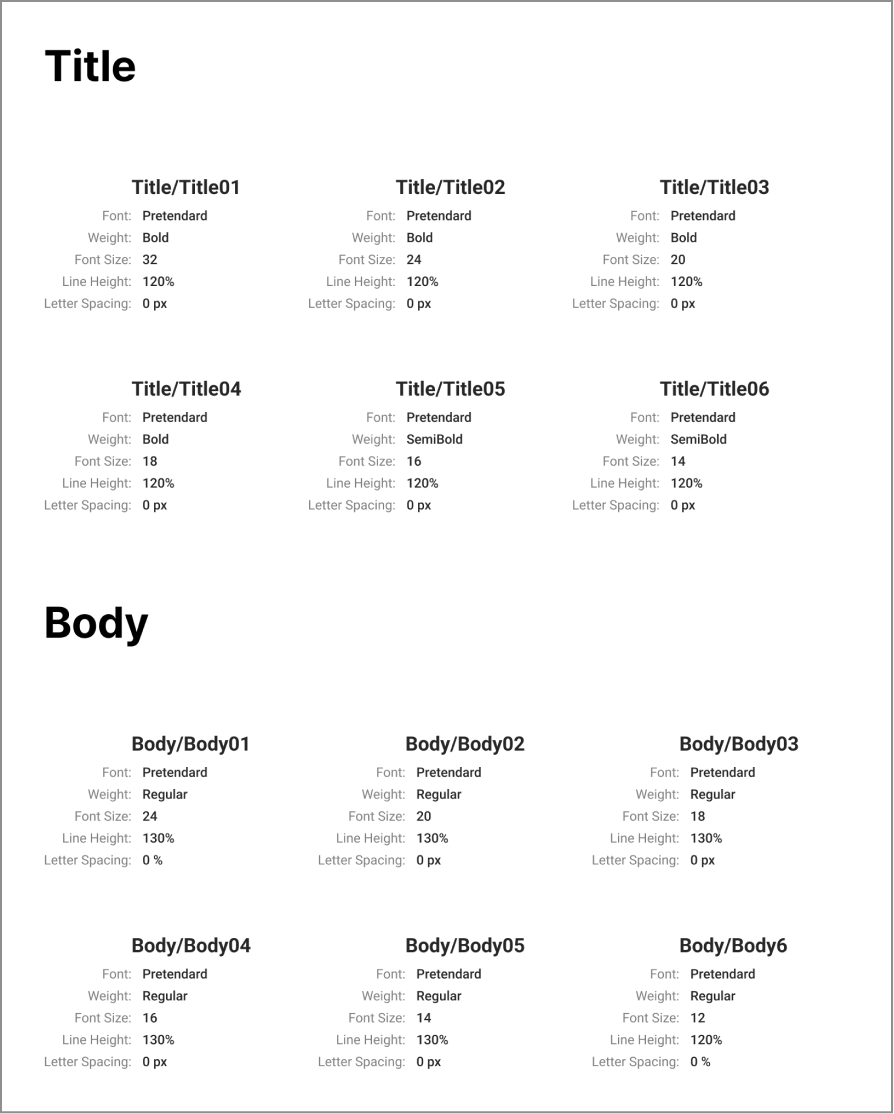 Title
Title/Title01
Font: Pretendard
Weight: Bold
Font Size: 32
Line Height: 120%
Letter Spacing: 0 px
Title/Title02
Font: Pretendard
Weight: Bold
Font Size: 24
Line Height: 120%
Letter Spacing: 0 px
Title/Title03
Font: Pretendard
Weight: Bold
Font Size: 20
Line Height: 120%
Letter Spacing: 0 px
Title/Title04
Font: Pretendard
Weight: Bold
Font Size: 18
Line Height: 120%
Letter Spacing: 0 px
Title/Title05
Font: Pretendard
Weight: SemiBold
Font Size: 16
Line Height: 120%
Letter Spacing: 0 px
Title/Title06
Font: Pretendard
Weight: SemiBold
Font Size: 14
Line Height: 120%
Letter Spacing: 0 px
Body
Body/Body01
Font: Pretendard
Weight: Regular
Font Size: 24
Line Height: 130%
Letter Spacing: 0 %
Body/Body02
Font: Pretendard
Weight: Regular
Font Size: 20
Line Height: 130%
Letter Spacing: 0 px
Body/Body03
Font: Pretendard
Weight: Regular
Font Size: 18
Line Height: 130%
Letter Spacing: 0 px
Body/Body04
Font: Pretendard
Weight: Regular
Font Size: 16
Line Height: 130%
Letter Spacing: 0 px
Body/Body05
Font: Pretendard
Weight: Regular
Font Size: 14
Line Height: 130%
Letter Spacing: 0 px
Body/Body6
Font: Pretendard
Weight: Regular
Font Size: 12
Line Height: 120%
Letter Spacing: 0 %